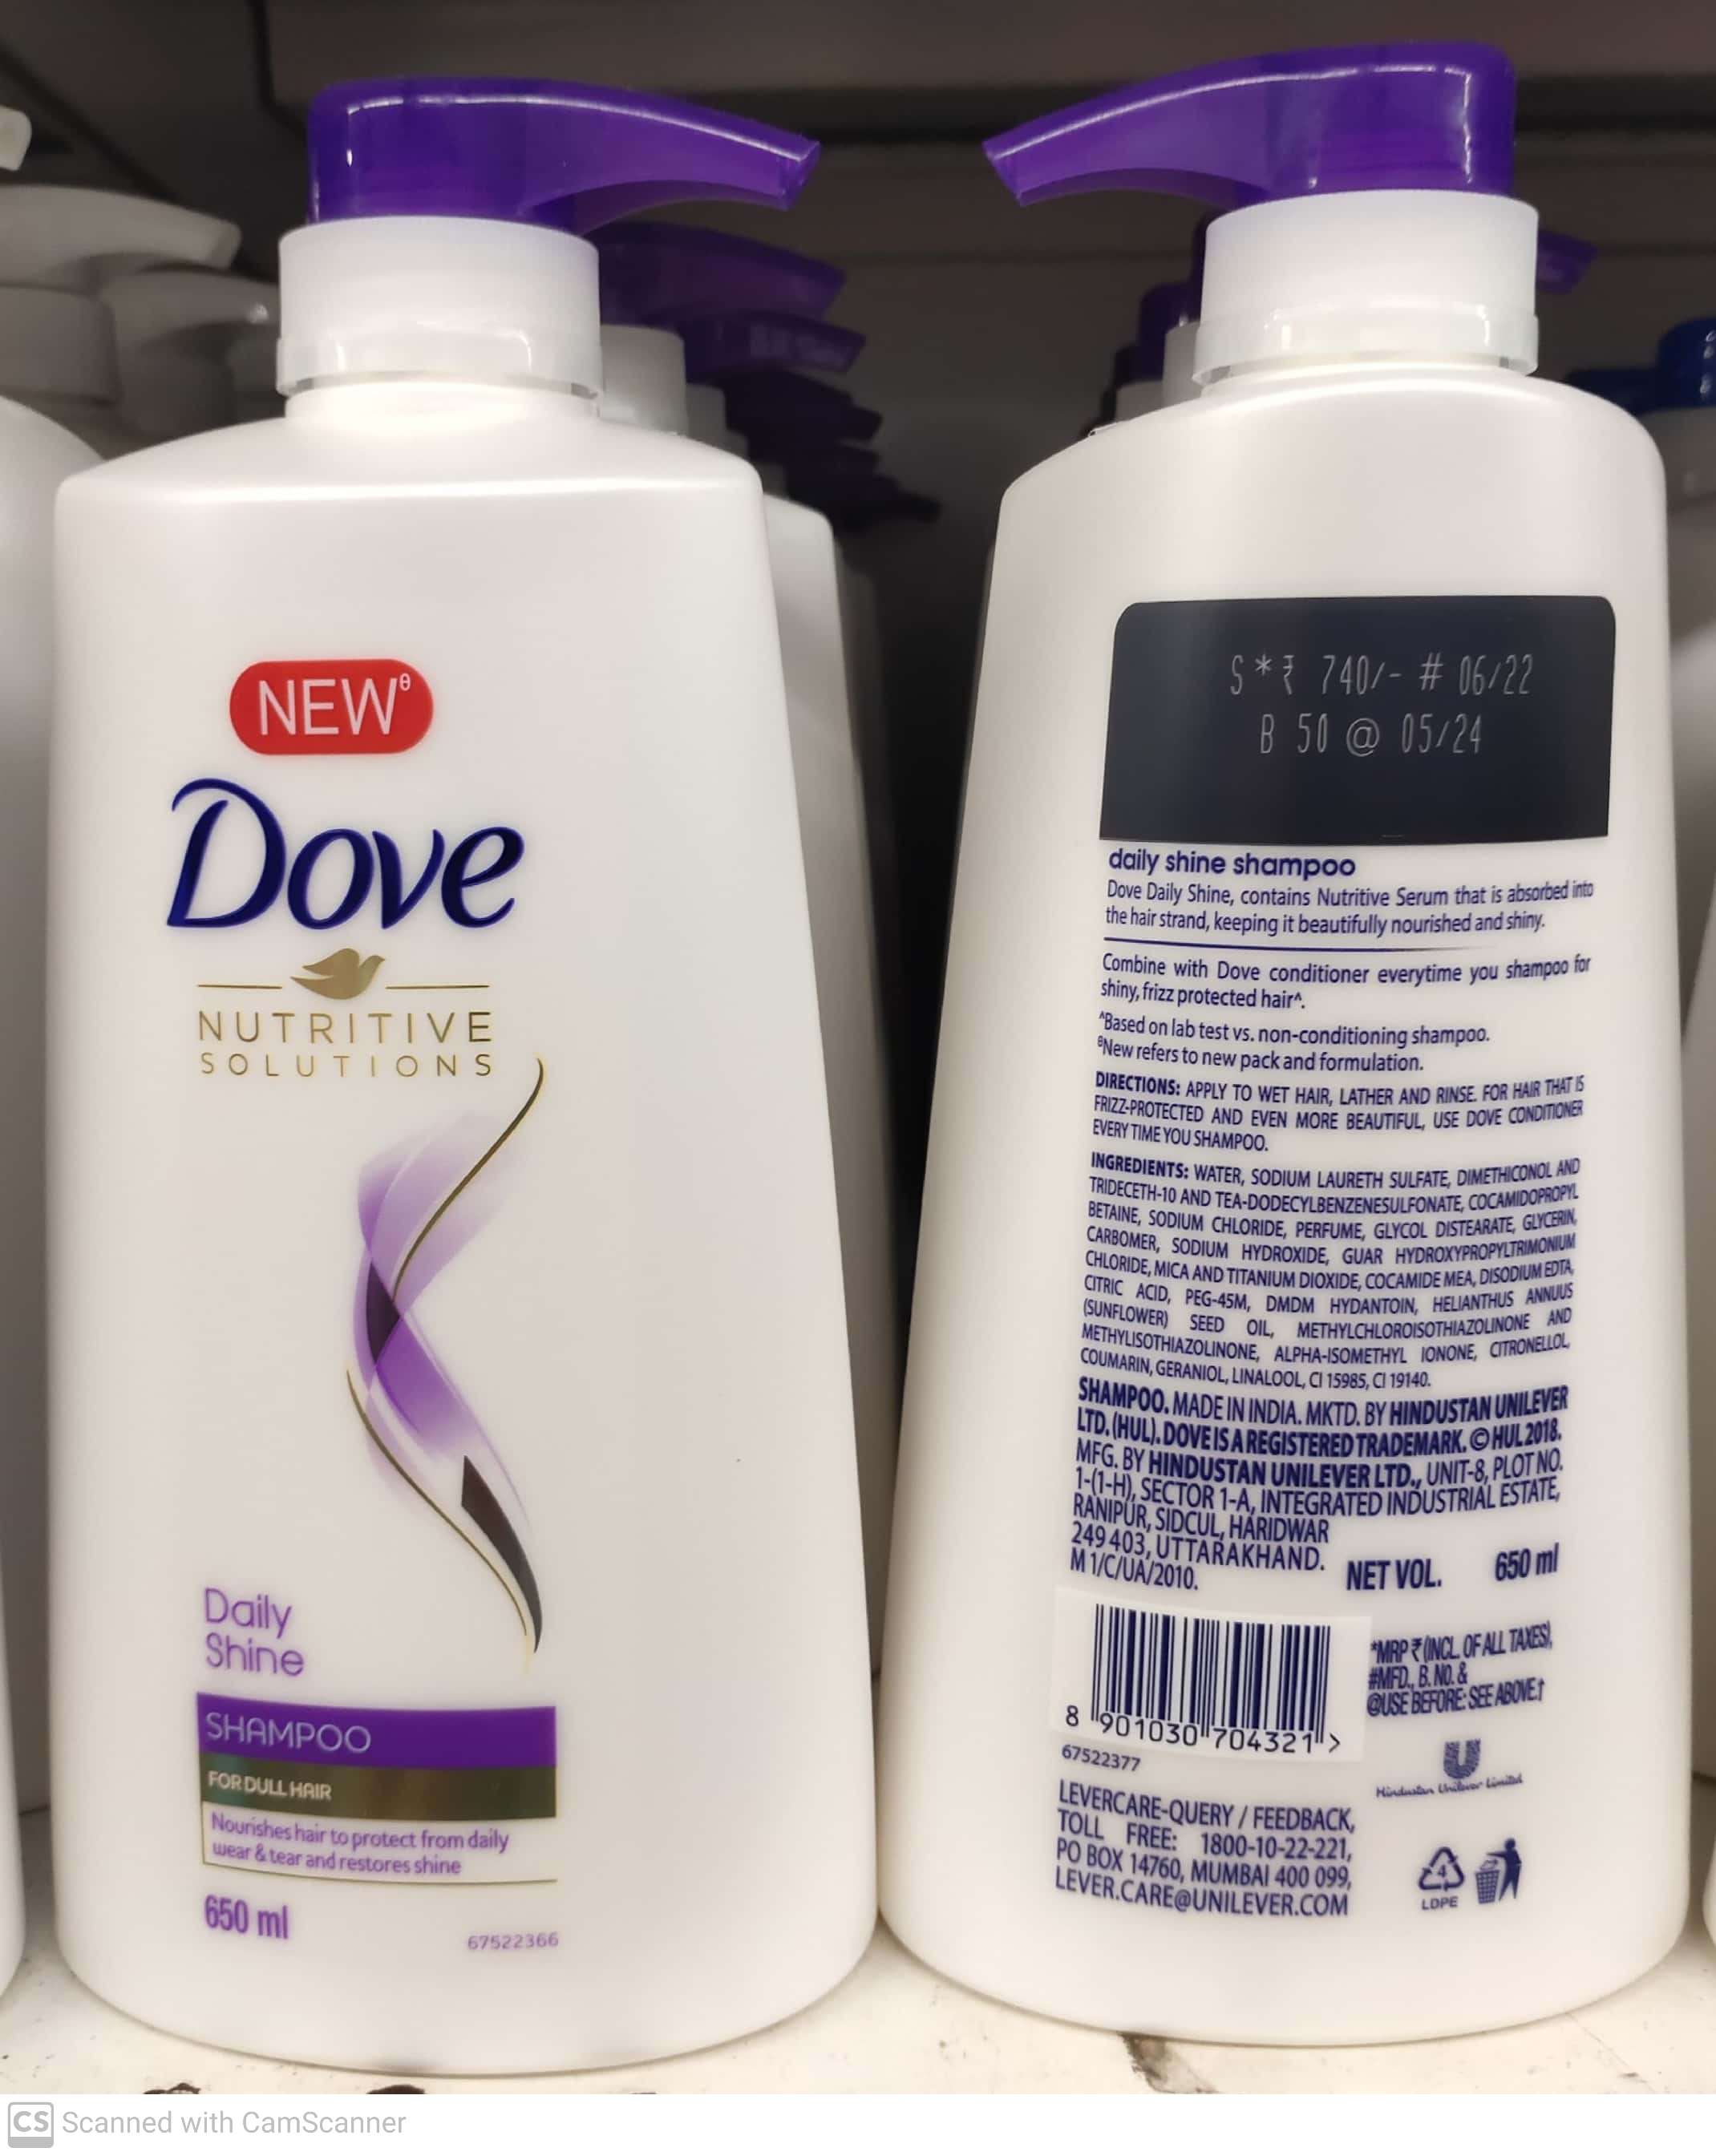 NEWᶿ
Dove
NUTRITIVE
SOLUTIONS
Daily
Shine
SHAMPOO
FOR DULL HAIR
Nourishes hair to protect from daily
wear & tear and restores shine
650 ml
67522366
S*₹ 740/- # 06/22
B 50 @ 05/24
daily shine shampoo
Dove Daily Shine, contains Nutritive Serum that is absorbed into
the hair strand, keeping it beautifully nourished and shiny.
Combine with Dove conditioner everytime you shampoo for
shiny, frizz protected hair^.
^Based on lab test vs. non-conditioning shampoo.
ᶿNew refers to new pack and formulation.
DIRECTIONS: APPLY TO WET HAIR, LATHER AND RINSE. FOR HAIR THAT IS
FRIZZ-PROTECTED AND EVEN MORE BEAUTIFUL, USE DOVE CONDITIONER
EVERY TIME YOU SHAMPOO.
INGREDIENTS: WATER, SODIUM LAURETH SULFATE, DIMETHICONOL AND
TRIDECETH-10 AND TEA-DODECYLBENZENESULFONATE, COCAMIDOPROPYL
BETAINE, SODIUM CHLORIDE, PERFUME, GLYCOL DISTEARATE, GLYCERIN,
CARBOMER, SODIUM HYDROXIDE, GUAR HYDROXYPROPYLTRIMONIUM
CHLORIDE, MICA AND TITANIUM DIOXIDE, COCAMIDE MEA, DISODIUM EDTA,
CITRIC ACID, PEG-45M, DMDM HYDANTOIN, HELIANTHUS ANNUUS
(SUNFLOWER) SEED OIL, METHYLCHLOROISOTHIAZOLINONE AND
METHYLISOTHIAZOLINONE, ALPHA-ISOMETHYL IONONE, CITRONELLOL,
COUMARIN, GERANIOL, LINALOOL, CI 15985, CI 19140.
SHAMPOO. MADE IN INDIA. MKTD. BY HINDUSTAN UNILEVER
LTD. (HUL). DOVE IS A REGISTERED TRADEMARK. © HUL 2018.
MFG. BY HINDUSTAN UNILEVER LTD., UNIT-8, PLOT NO.
1-(1-H), SECTOR 1-A, INTEGRATED INDUSTRIAL ESTATE,
RANIPUR, SIDCUL, HARIDWAR
249 403, UTTARAKHAND.
M 1/C/UA/2010.
NET VOL. 650 ml
*MRP ₹ (INCL. OF ALL TAXES),
#MFD., B. NO. &
@USE BEFORE: SEE ABOVE.†
8 901030 704321 >
67522377
Hindustan Unilever Limited
LEVERCARE-QUERY / FEEDBACK,
TOLL FREE: 1800-10-22-221,
PO BOX 14760, MUMBAI 400 099,
LEVER.CARE@UNILEVER.COM
4
LDPE
CS Scanned with CamScanner